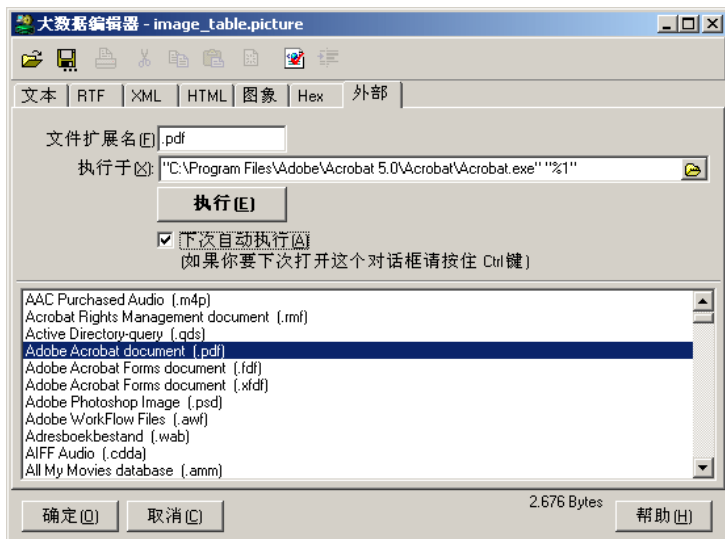 大数据编辑器 - image_table.picture
文本 RTF XML HTML 图象 Hex 外部
文件扩展名(F) .pdf
执行于(X): "C:\Program Files\Adobe\Acrobat 5.0\Acrobat\Acrobat.exe" "%1"
执行(E)
下次自动执行(A)
(如果你要下次打开这个对话框请按住 Ctrl键)
AAC Purchased Audio (.m4p)
Acrobat Rights Management document (.rmf)
Active Directory-query (.qds)
Adobe Acrobat document (.pdf)
Adobe Acrobat Forms document (.fdf)
Adobe Acrobat Forms document (.xfdf)
Adobe Photoshop Image (.psd)
Adobe WorkFlow Files (.awf)
Adresboekbestand (.wab)
AIFF Audio (.cdda)
All My Movies database (.amm)
确定(O) 取消(C) 2.676 Bytes 帮助(H)